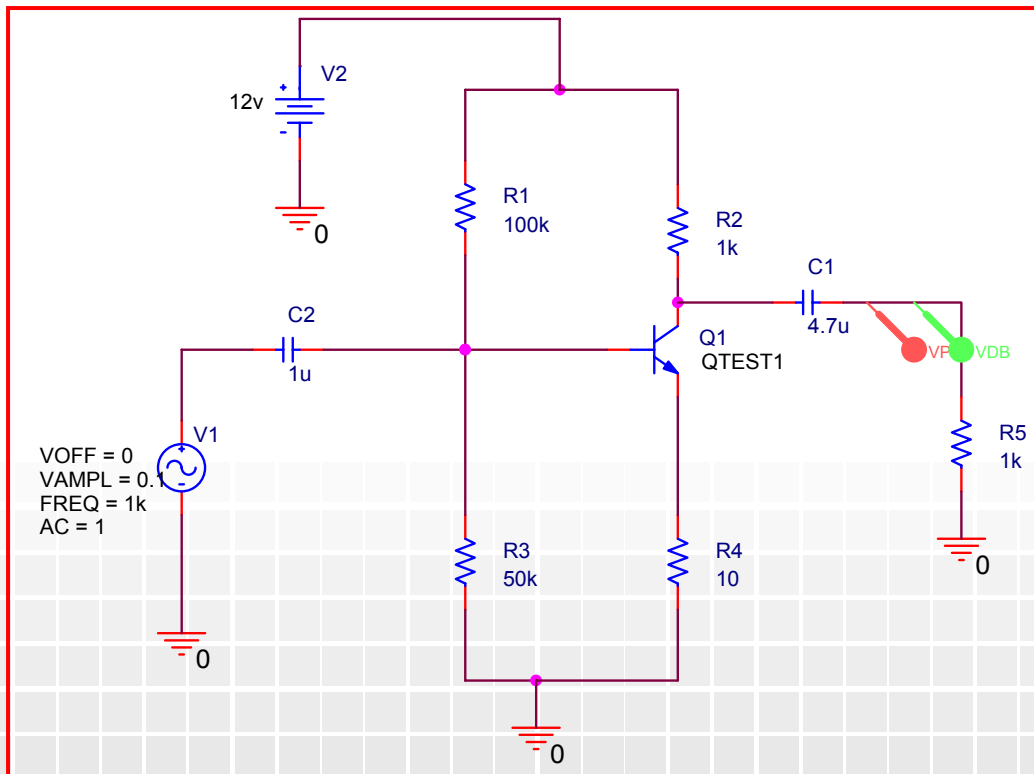 V2
12v
0
R1
100k
R2
1k
C1
4.7u
C2
1u
Q1
QTEST1
VP
VDB
V1
VOFF = 0
VAMPL = 0.1
FREQ = 1k
AC = 1
R5
1k
0
R3
50k
R4
10
0
0